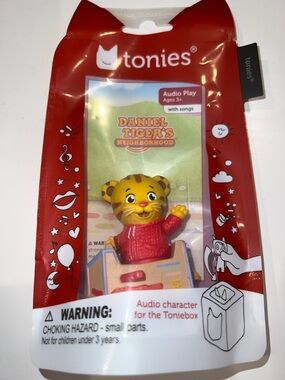 tonies®
tonies®
Audio Play
Ages 3+
with songs
DANIEL
TIGER'S
NEIGHBORHOOD
WARNING:
CHOKING HAZARD - small parts.
Not for children under 3 years.
Audio character
for the Toniebox